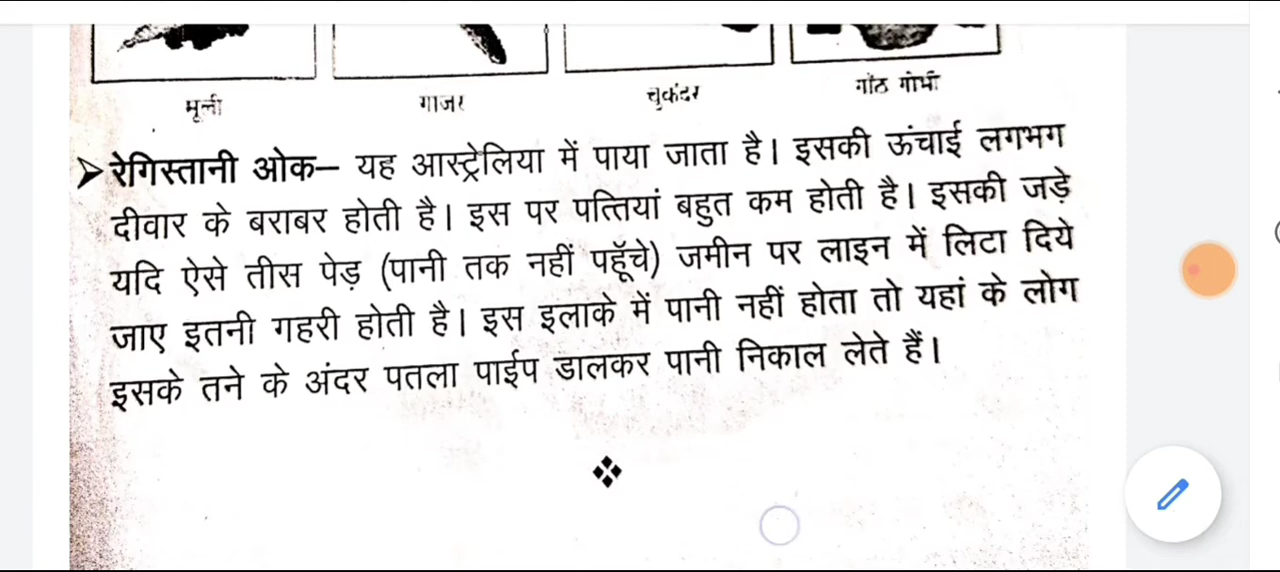 मूली
गाजर
चुकंदर
गांठ गोभी
रेगिस्तानी ओक– यह आस्ट्रेलिया में पाया जाता है। इसकी ऊंचाई लगभग
दीवार के बराबर होती है। इस पर पत्तियां बहुत कम होती है। इसकी जड़े
यदि ऐसे तीस पेड़ (पानी तक नहीं पहूँचे) जमीन पर लाइन में लिटा दिये
जाए इतनी गहरी होती है। इस इलाके में पानी नहीं होता तो यहां के लोग
इसके तने के अंदर पतला पाईप डालकर पानी निकाल लेते हैं।